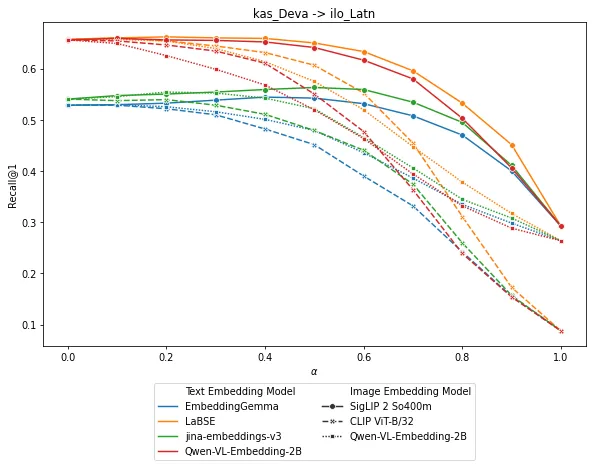 kas_Deva -> ilo_Latn
Recall@1
0.6
0.5
0.4
0.3
0.2
0.1
0.0 0.2 0.4 0.6 0.8 1.0
α
Text Embedding Model
EmbeddingGemma
LaBSE
jina-embeddings-v3
Qwen-VL-Embedding-2B
Image Embedding Model
SigLIP 2 So400m
CLIP ViT-B/32
Qwen-VL-Embedding-2B